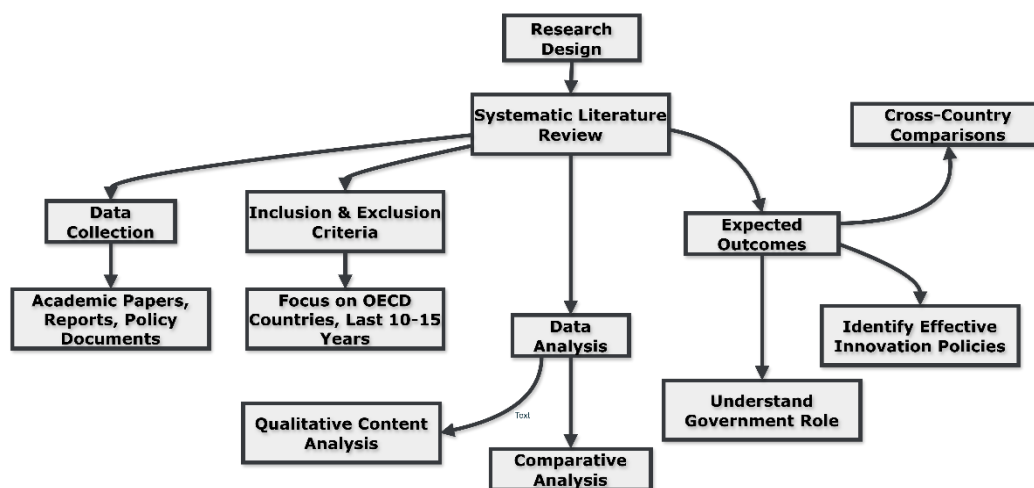 Research
Design
Systematic Literature
Review
Cross-Country
Comparisons
Data
Collection
Inclusion & Exclusion
Criteria
Expected
Outcomes
Academic Papers,
Reports, Policy
Documents
Focus on OECD
Countries, Last 10-15
Years
Data
Analysis
Identify Effective
Innovation Policies
Understand
Government Role
Qualitative Content
Analysis
Text
Comparative
Analysis